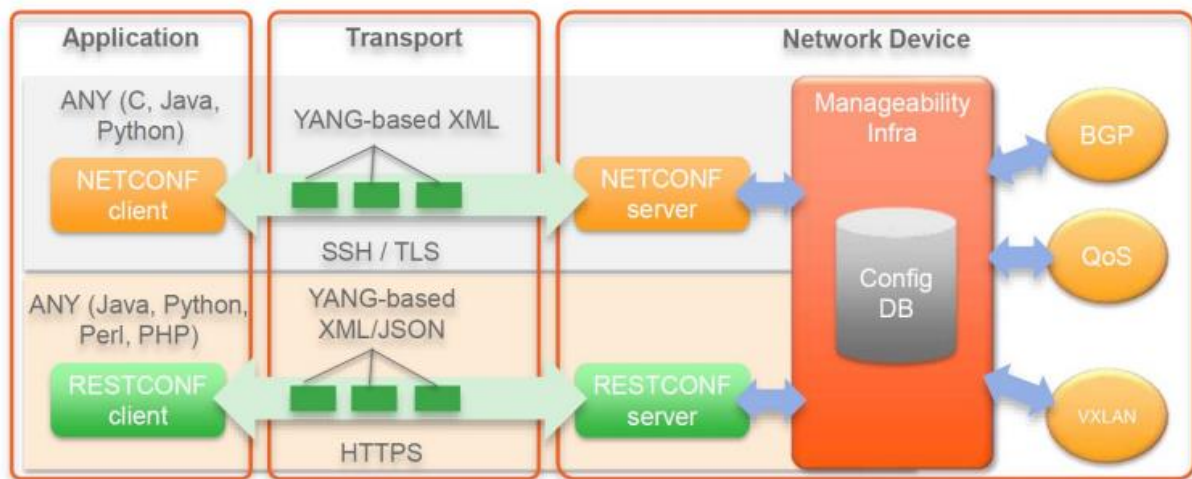 Application
Transport
Network Device
ANY (C, Java,
Python)
YANG-based XML
NETCONF
client
SSH / TLS
NETCONF
server
Manageability
Infra
Config
DB
BGP
QoS
VXLAN
ANY (Java, Python,
Perl, PHP)
YANG-based
XML/JSON
RESTCONF
client
HTTPS
RESTCONF
server